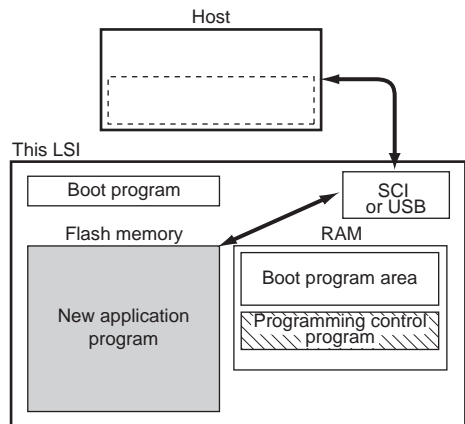 Host
This LSI
Boot program
SCI
or USB
Flash memory
RAM
Boot program area
New application
program
Programming control
program